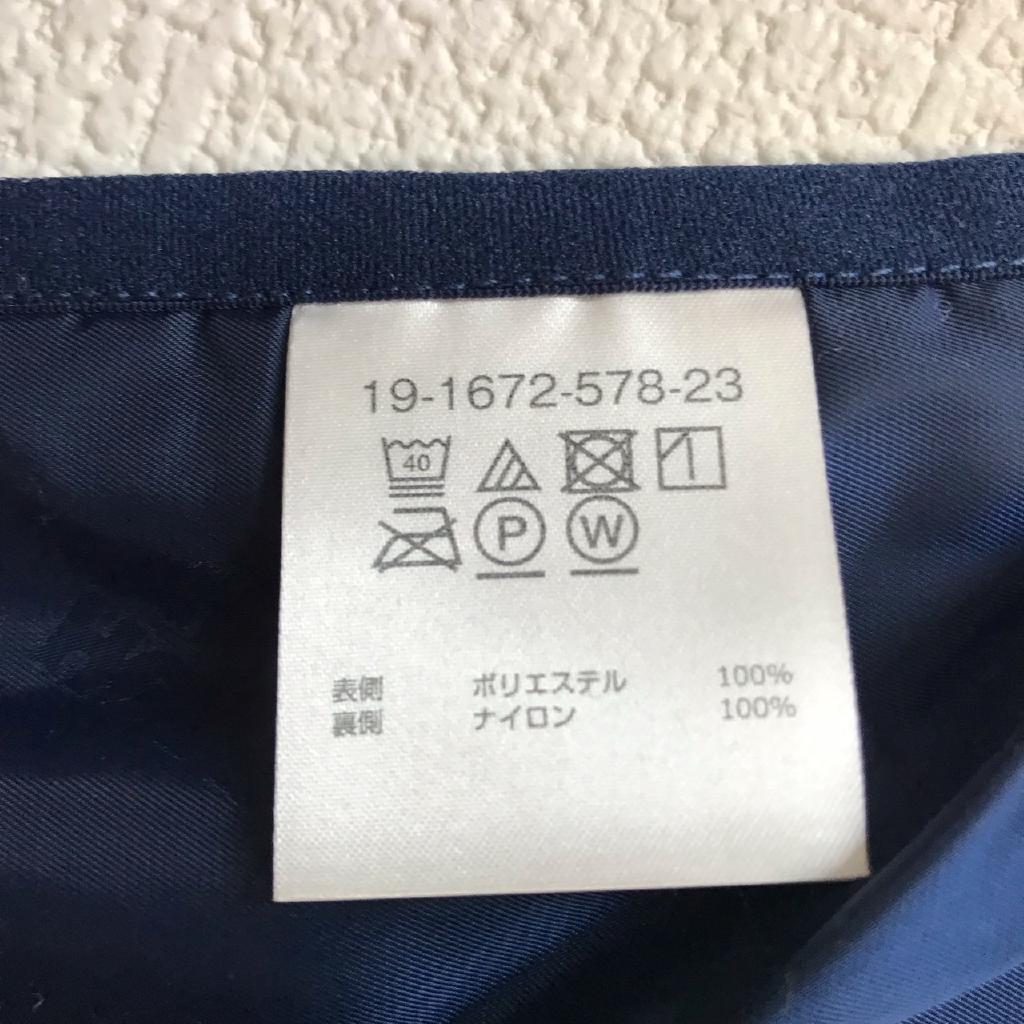 19-1672-578-23
40
P W
表側 ポリエステル 100%
裏側 ナイロン 100%